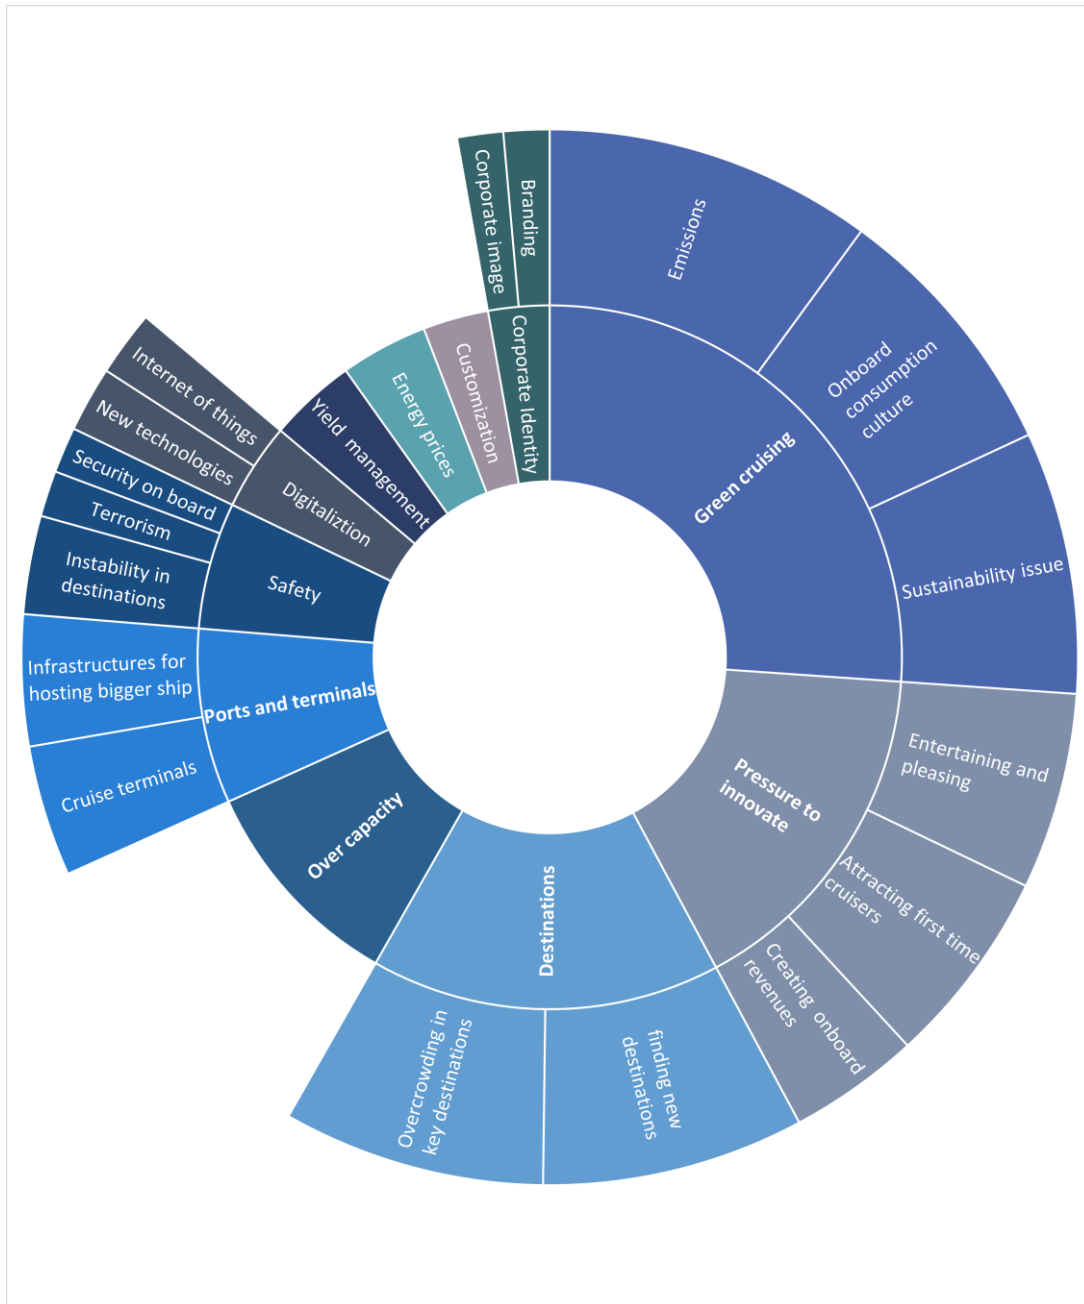 Emissions
Onboard
consumption
culture
Sustainability issue
Green cruising
Entertaining and
pleasing
Attracting first time
cruisers
Creating onboard
revenues
Pressure to
innovate
finding new
destinations
Overcrowding in
key destinations
Destinations
Over capacity
Cruise terminals
Infrastructures for
hosting bigger ship
Ports and terminals
Instability in
destinations
Terrorism
Security on board
Safety
New technologies
Internet of things
Digitaliztion
Yield management
Energy prices
Customization
Corporate image
Branding
Corporate Identity